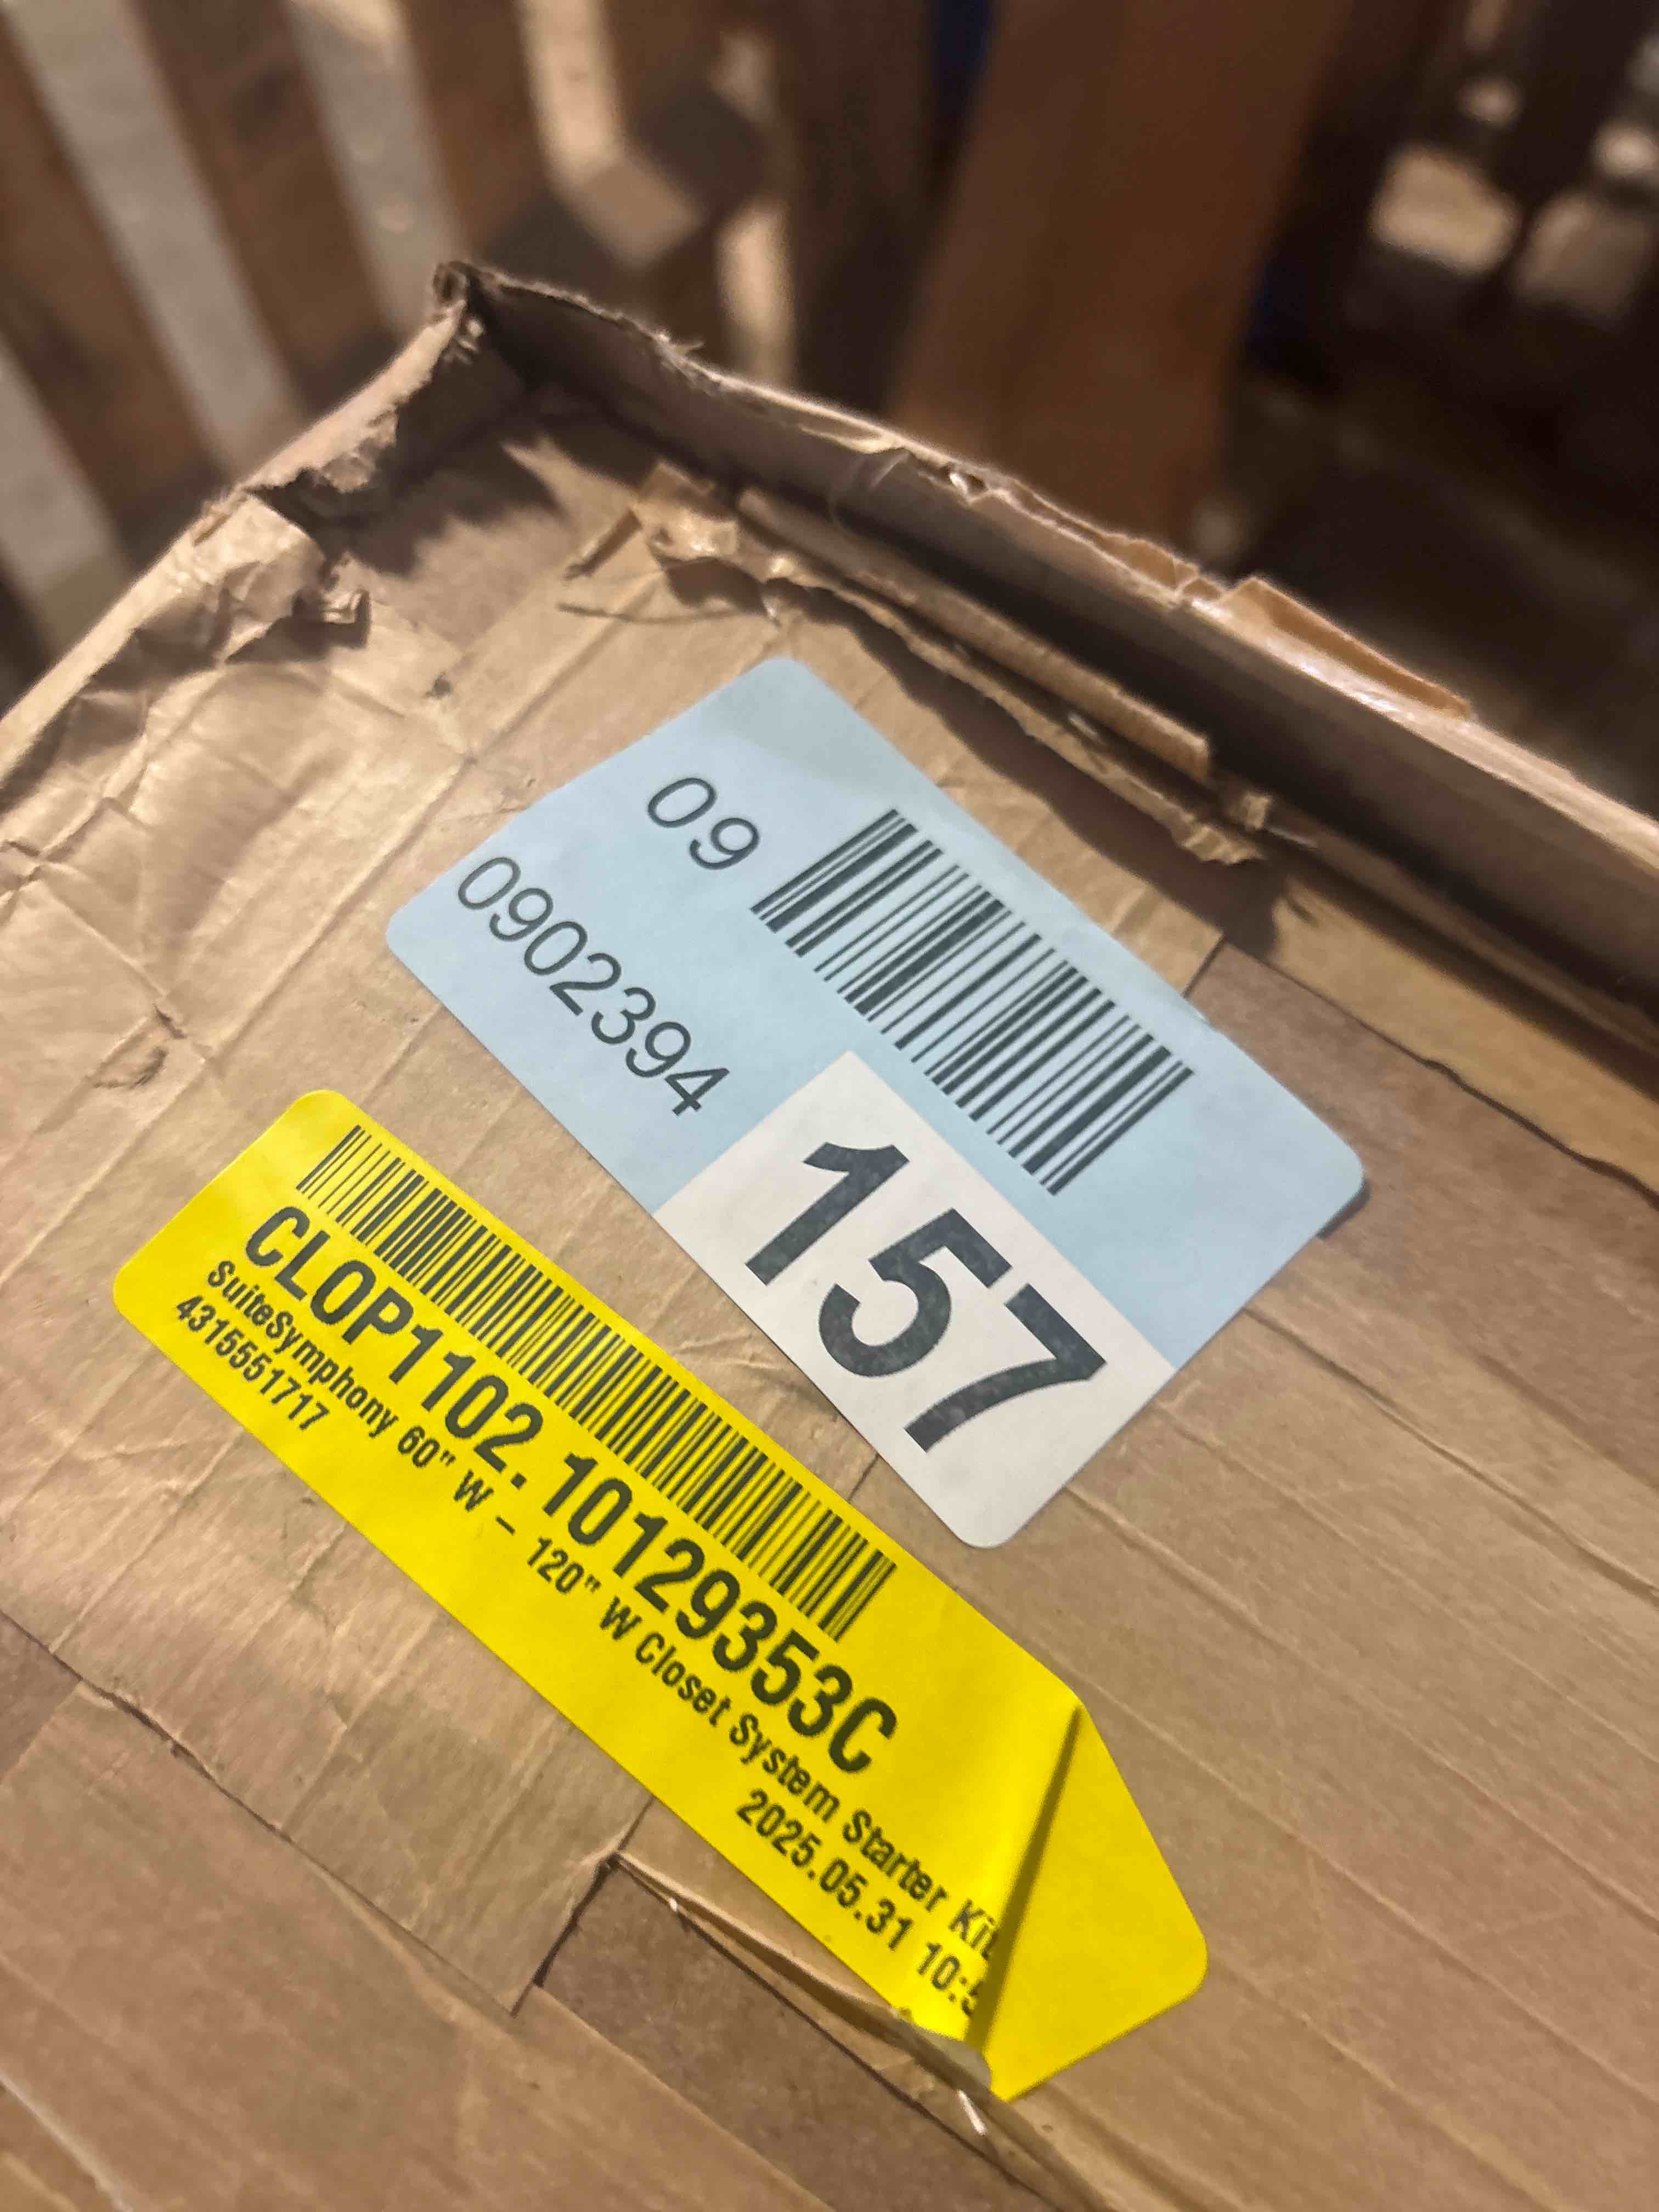 09
0902394
157
CLOP1102.10129353C
SuiteSymphony 60" W – 120" W Closet System Starter
4315551717
2025.05.31